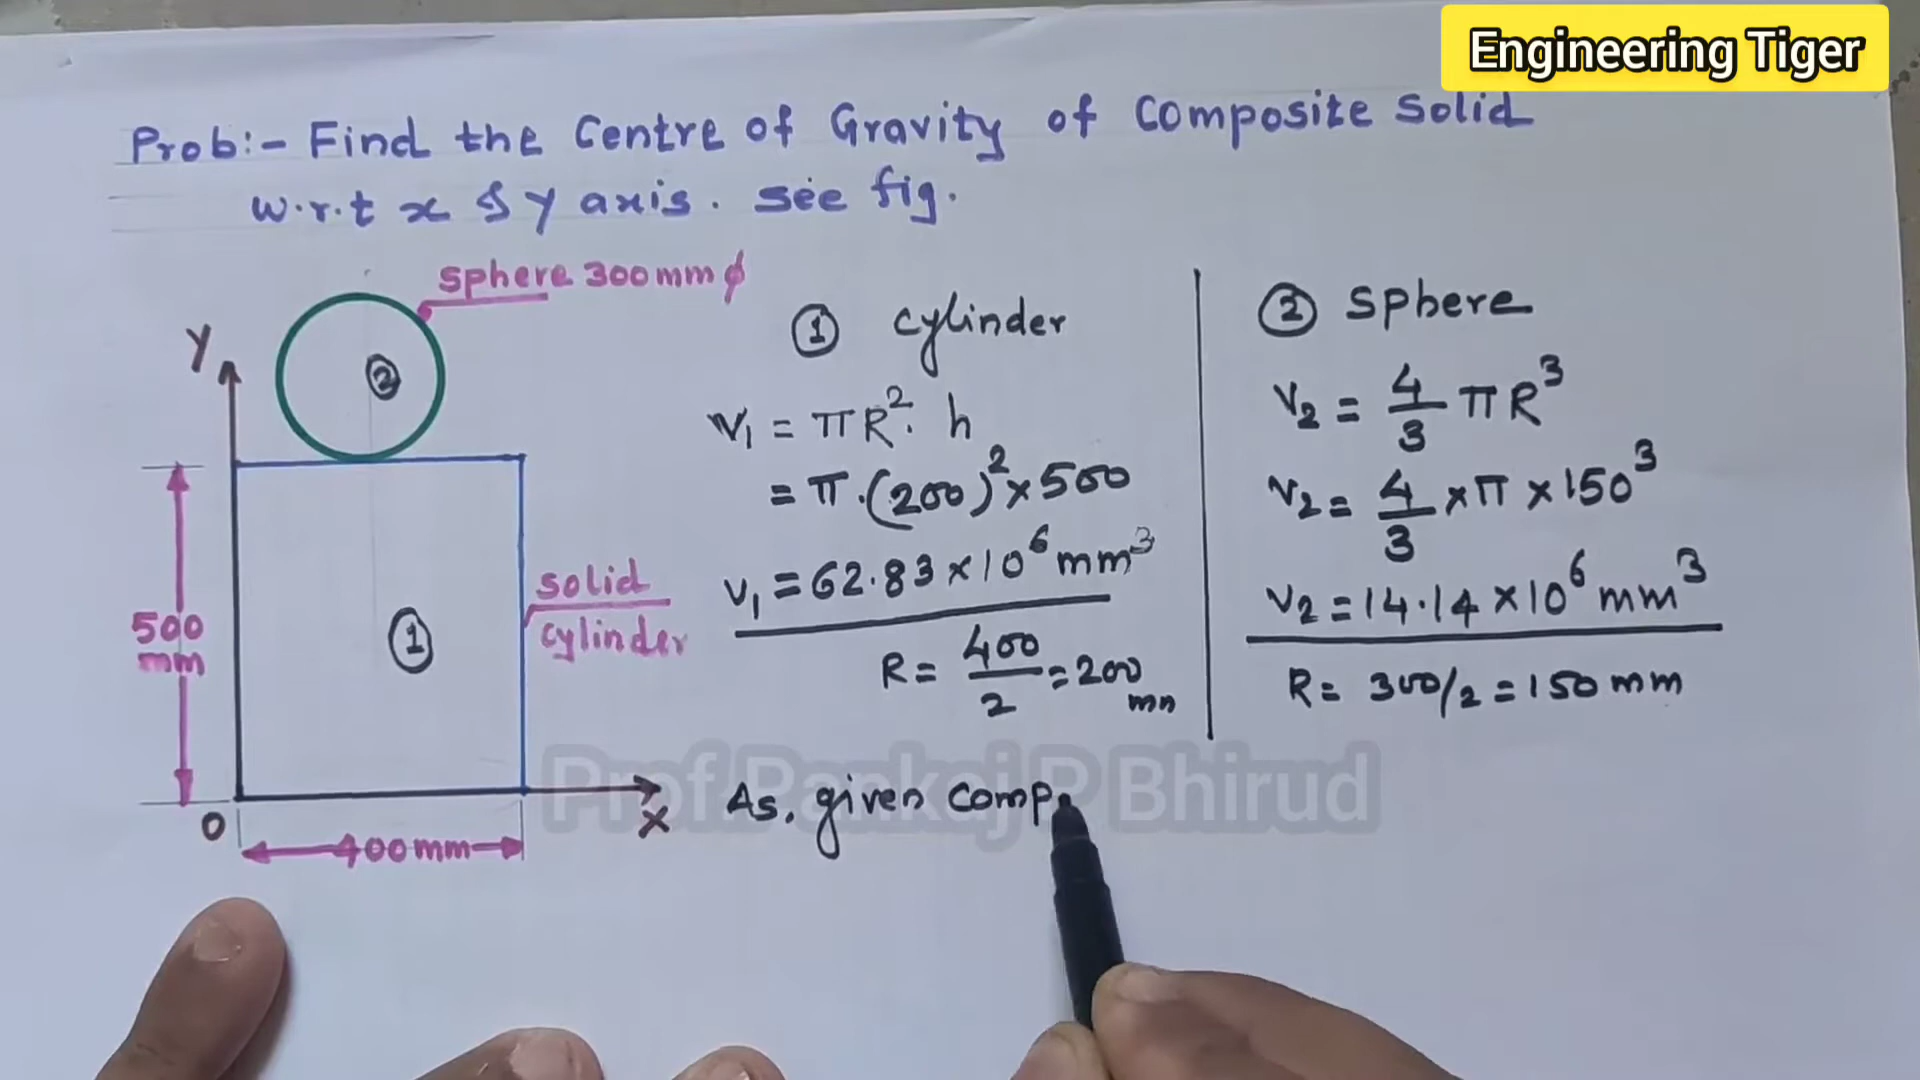 Engineering Tiger
Prob:- Find the Centre of Gravity of Composite Solid
w.r.t x & y axis. See fig.
Sphere 300mm ϕ
Y
②
500
mm
①
solid
cylinder
O
X
400mm
① cylinder
V₁ = πR². h
= π.(200)² × 500
V₁ = 62.83 × 10⁶ mm³
R = 400/2 = 200 mm
② Sphere
V₂ = 4/3 πR³
V₂ = 4/3 × π × 150³
V₂ = 14.14 × 10⁶ mm³
R = 300/2 = 150 mm
Prof. Pankaj P Bhirud
As. given comp